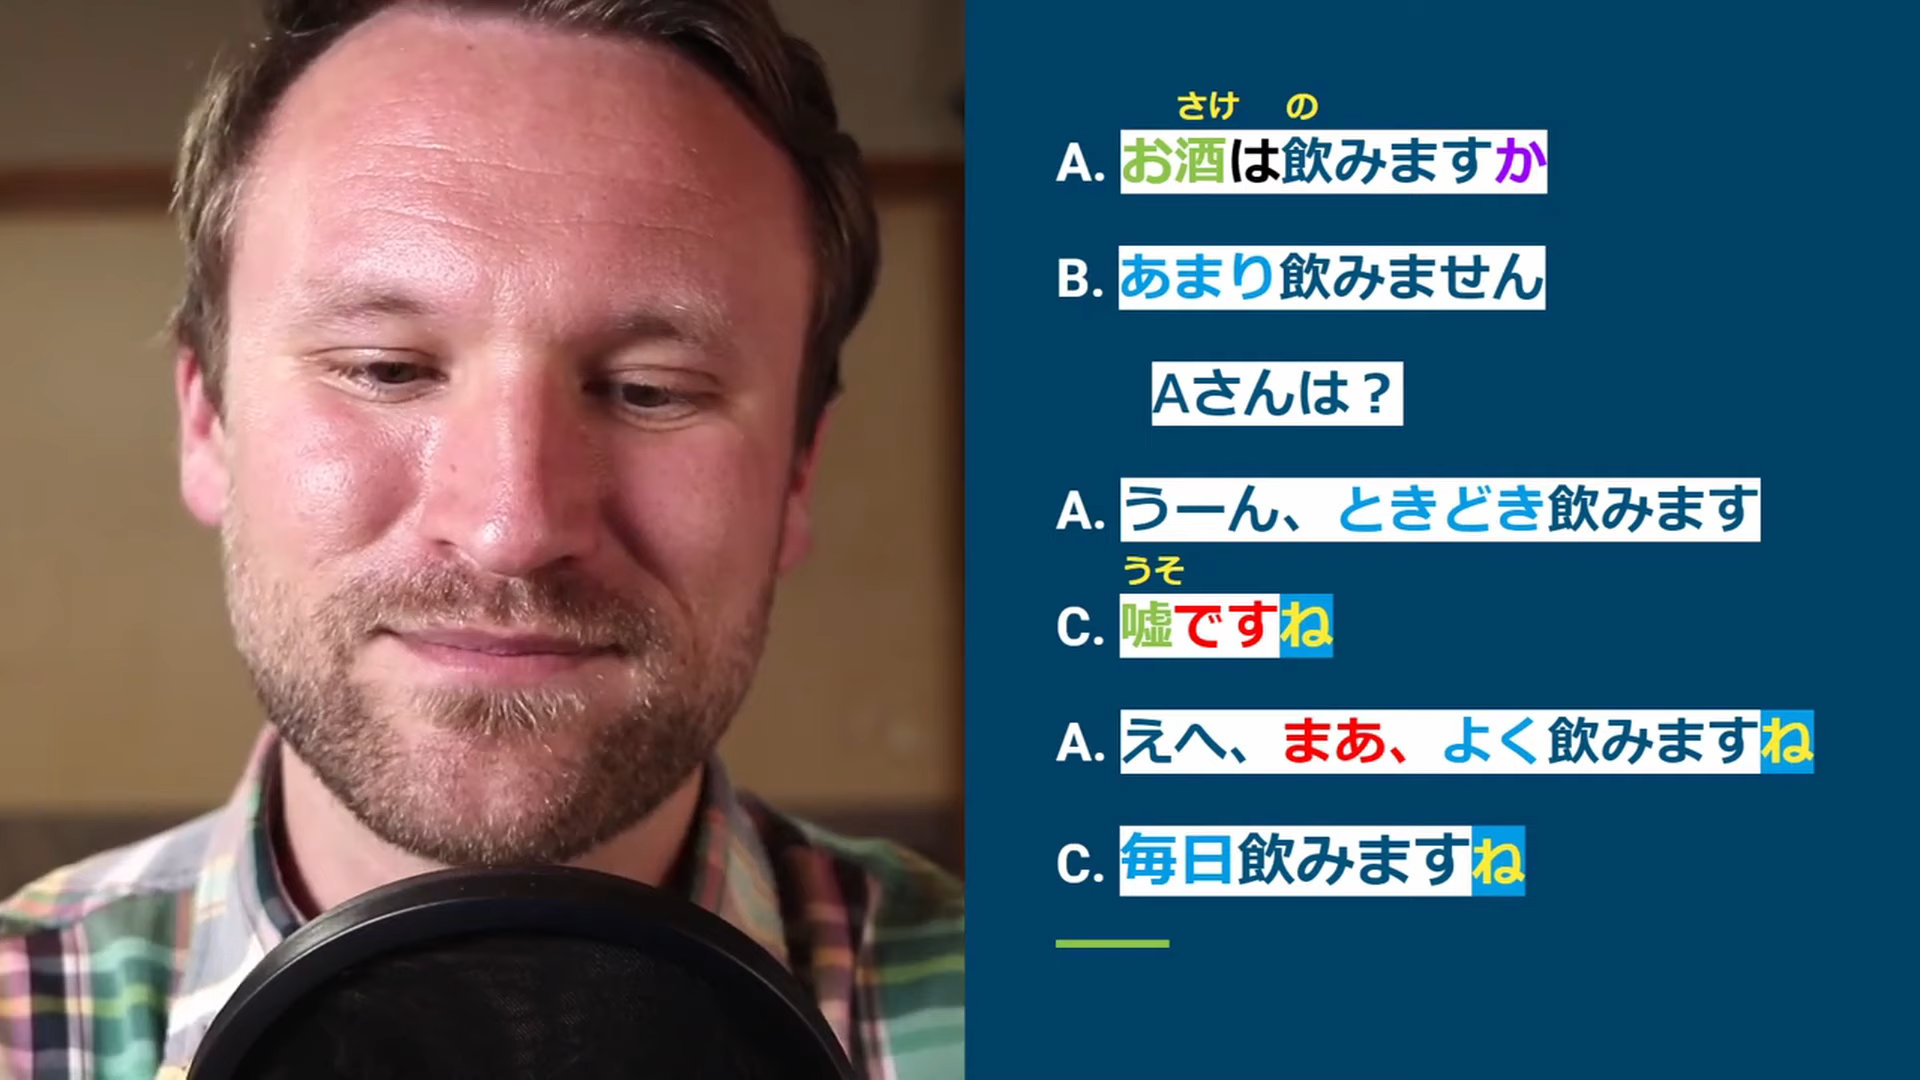 さけ の
A. お酒は飲みますか
B. あまり飲みません
Aさんは？
A. うーん、ときどき飲みます
うそ
C. 嘘ですね
A. えへ、まあ、よく飲みますね
C. 毎日飲みますね